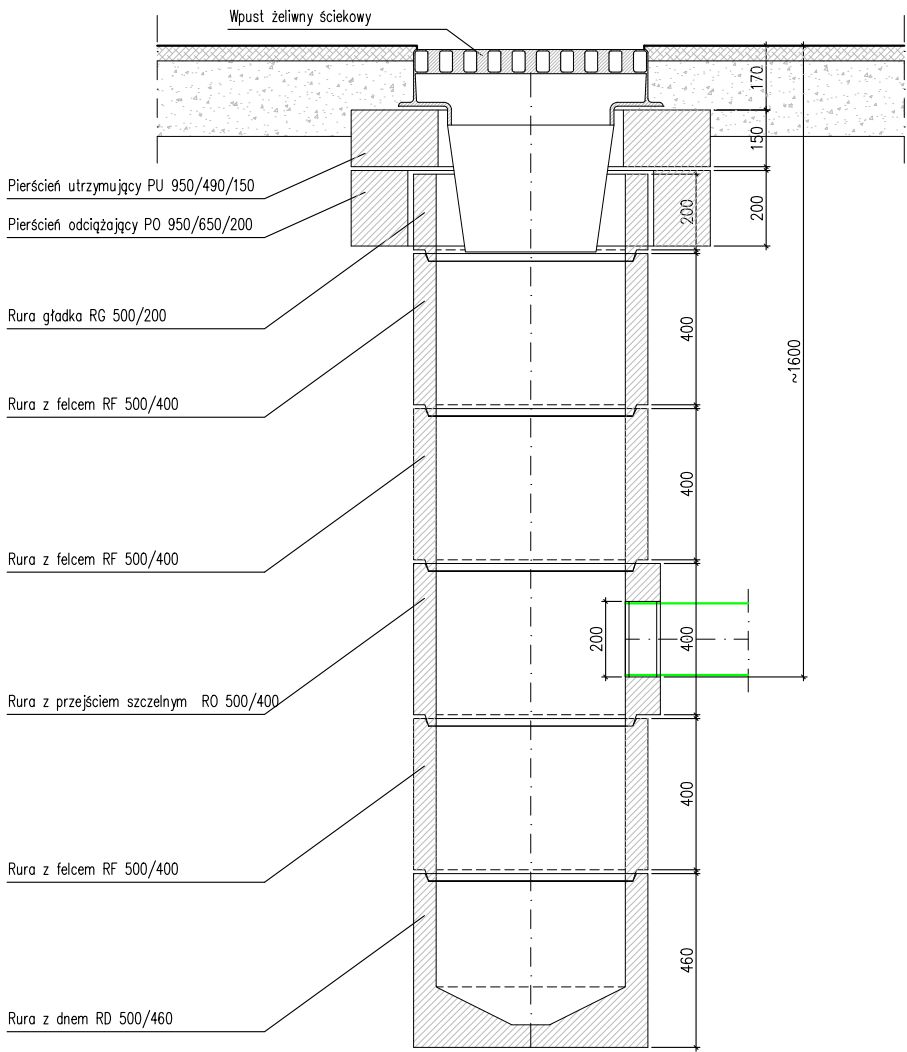 Wpust żeliwny ściekowy
170
150
Pierścień utrzymujący PU 950/490/150
Pierścień odciążający PO 950/650/200
200
200
Rura gładka RG 500/200
400
~1600
Rura z felcem RF 500/400
400
Rura z felcem RF 500/400
200
400
Rura z przejściem szczelnym RO 500/400
400
Rura z felcem RF 500/400
460
Rura z dnem RD 500/460